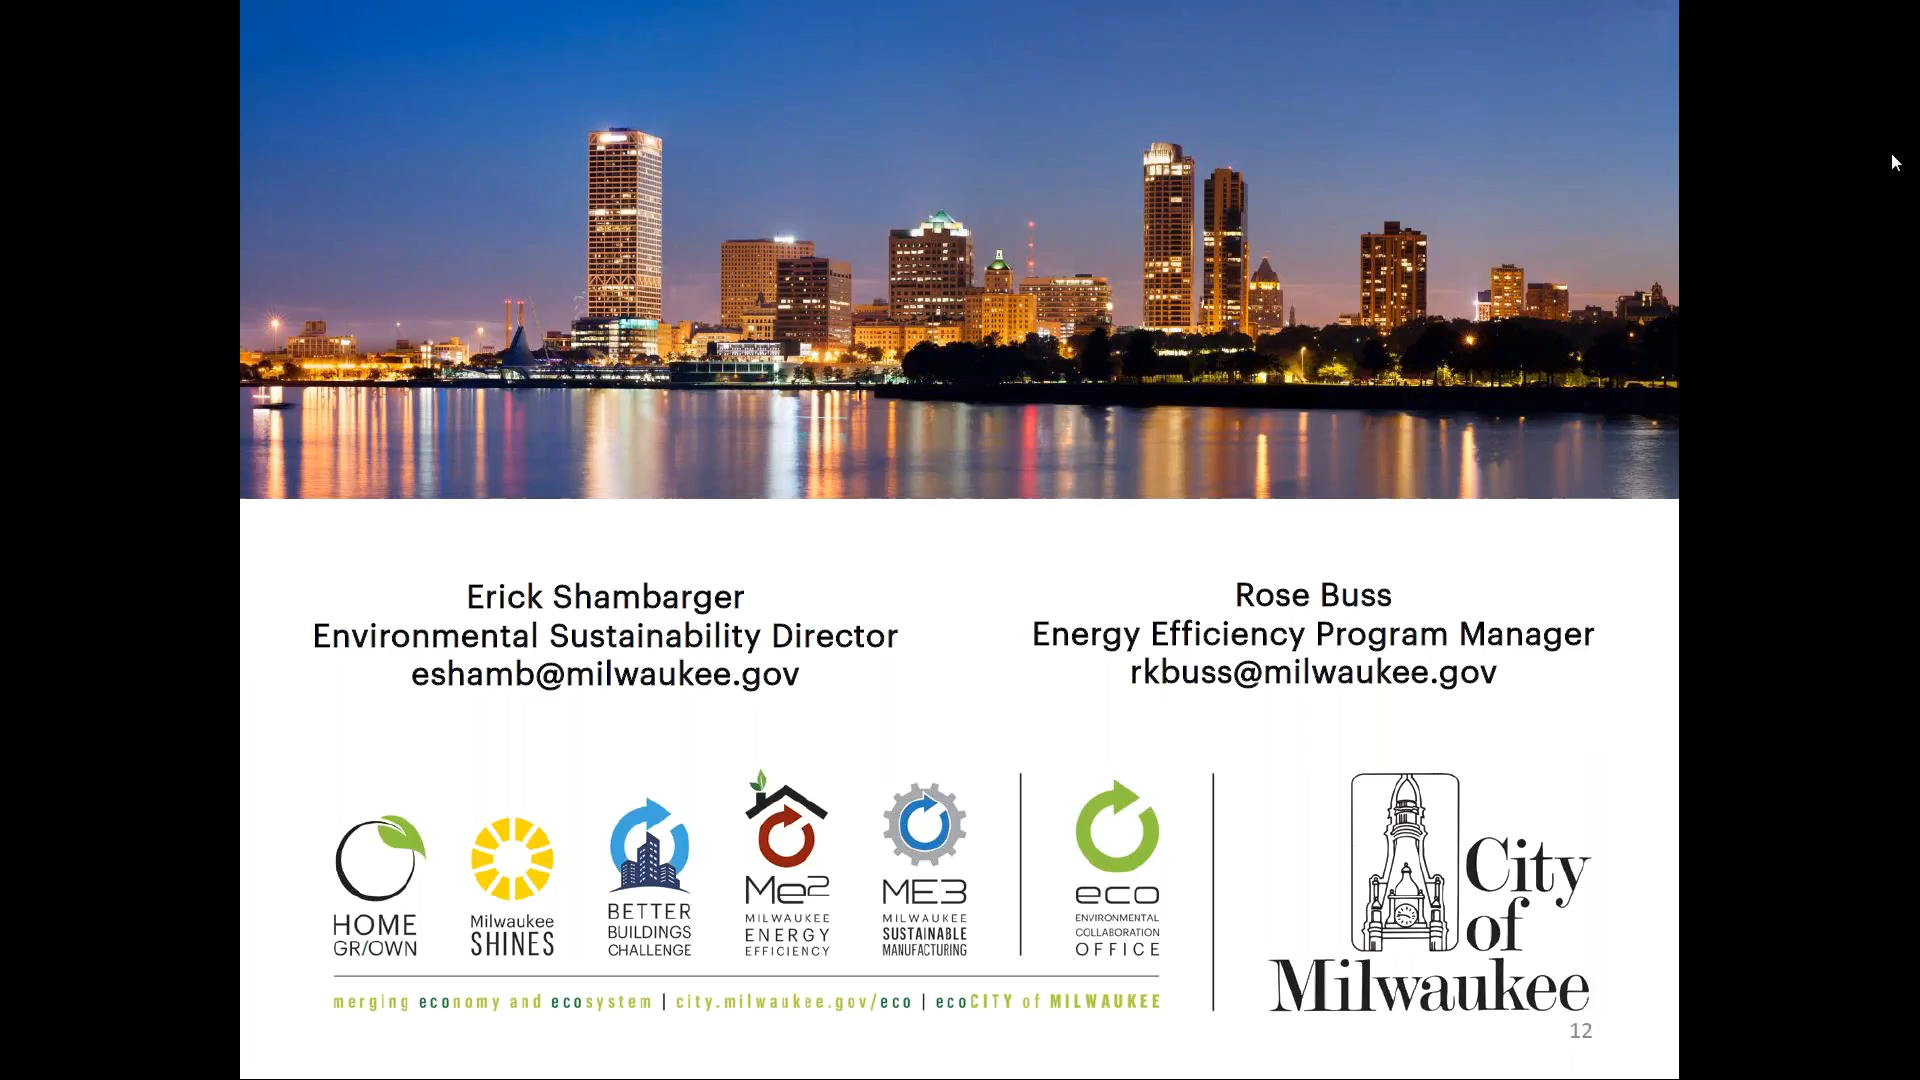 Erick Shambarger
Environmental Sustainability Director
eshamb@milwaukee.gov
Rose Buss
Energy Efficiency Program Manager
rkbuss@milwaukee.gov
HOME
GR/OWN
Milwaukee
SHINES
BETTER
BUILDINGS
CHALLENGE
Me2
MILWAUKEE
ENERGY
EFFICIENCY
ME3
MILWAUKEE
SUSTAINABLE
MANUFACTURING
eco
ENVIRONMENTAL
COLLABORATION
OFFICE
merging economy and ecosystem | city.milwaukee.gov/eco | ecoCITY of MILWAUKEE
City
of
Milwaukee
12